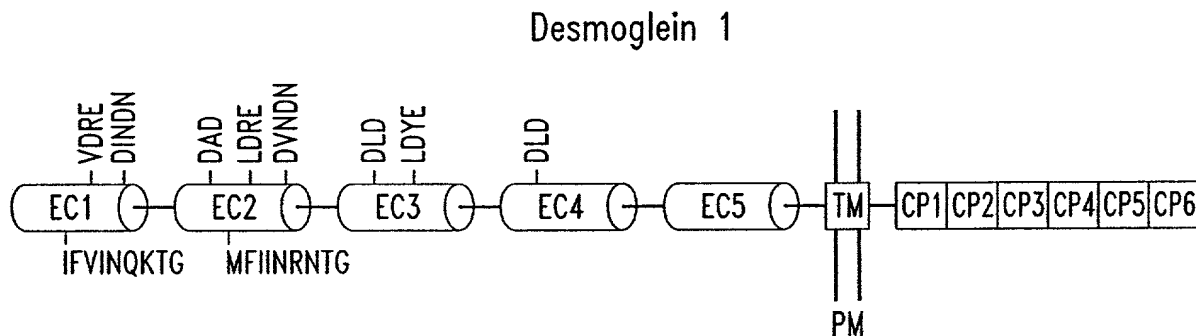 Desmoglein 1
VDRE
DINDN
DAD
LDRE
DVNDN
DLD
LDYE
DLD
EC1 EC2 EC3 EC4 EC5 TM CP1 CP2 CP3 CP4 CP5 CP6
IFVINQKTG MFIINRNTG
PM